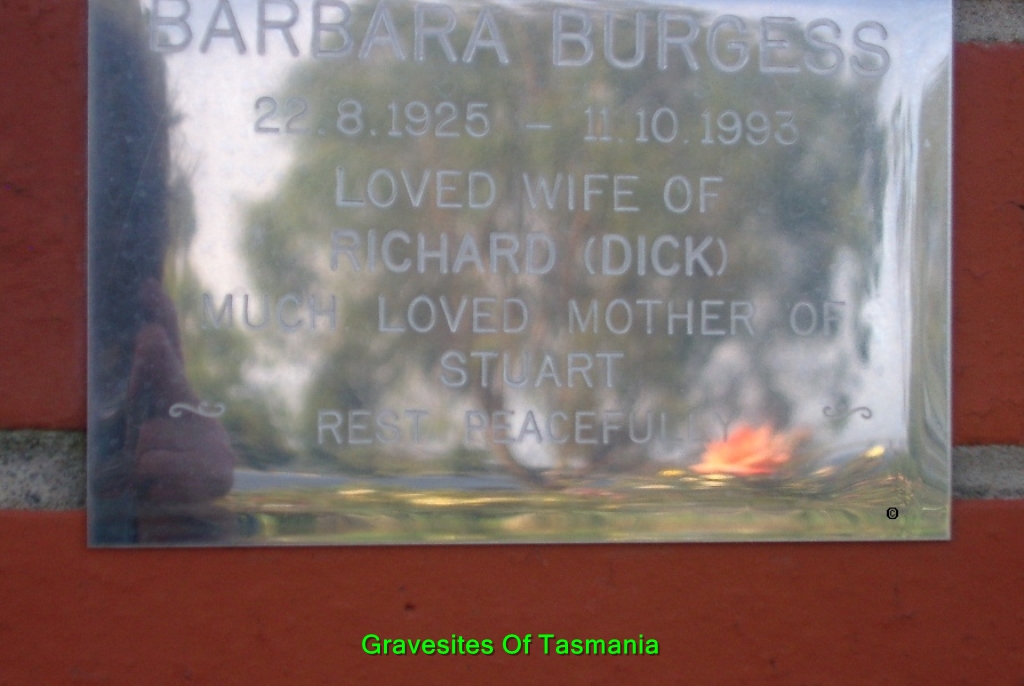 BARBARA BURGESS
22.8.1925 - 11.10.1993
LOVED WIFE OF
RICHARD (DICK)
MUCH LOVED MOTHER OF
STUART
REST PEACEFULLY
©
Gravesites Of Tasmania